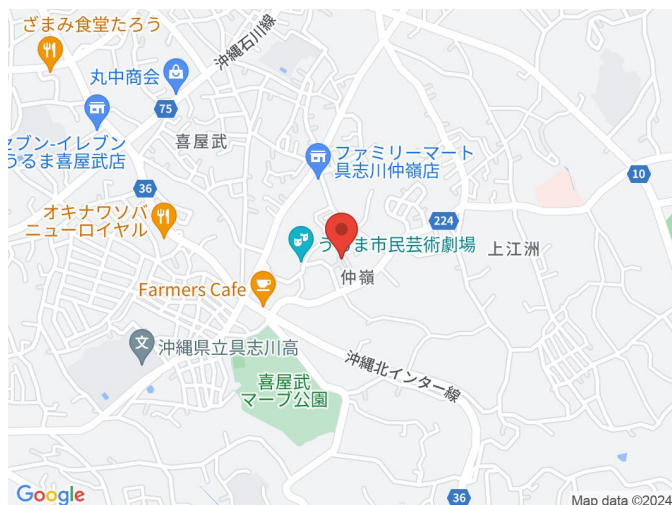 ざまみ食堂たろう
沖縄石川線
丸中商会
75
喜屋武
セブン-イレブン
うるま喜屋武店
ファミリーマート
具志川仲嶺店
36
10
オキナワソバ
ニューロイヤル
224
うるま市民芸術劇場
上江洲
仲嶺
Farmers Cafe
文
沖縄県立具志川高
沖縄北インター線
喜屋武
マーブ公園
36
Google
Map data ©2024